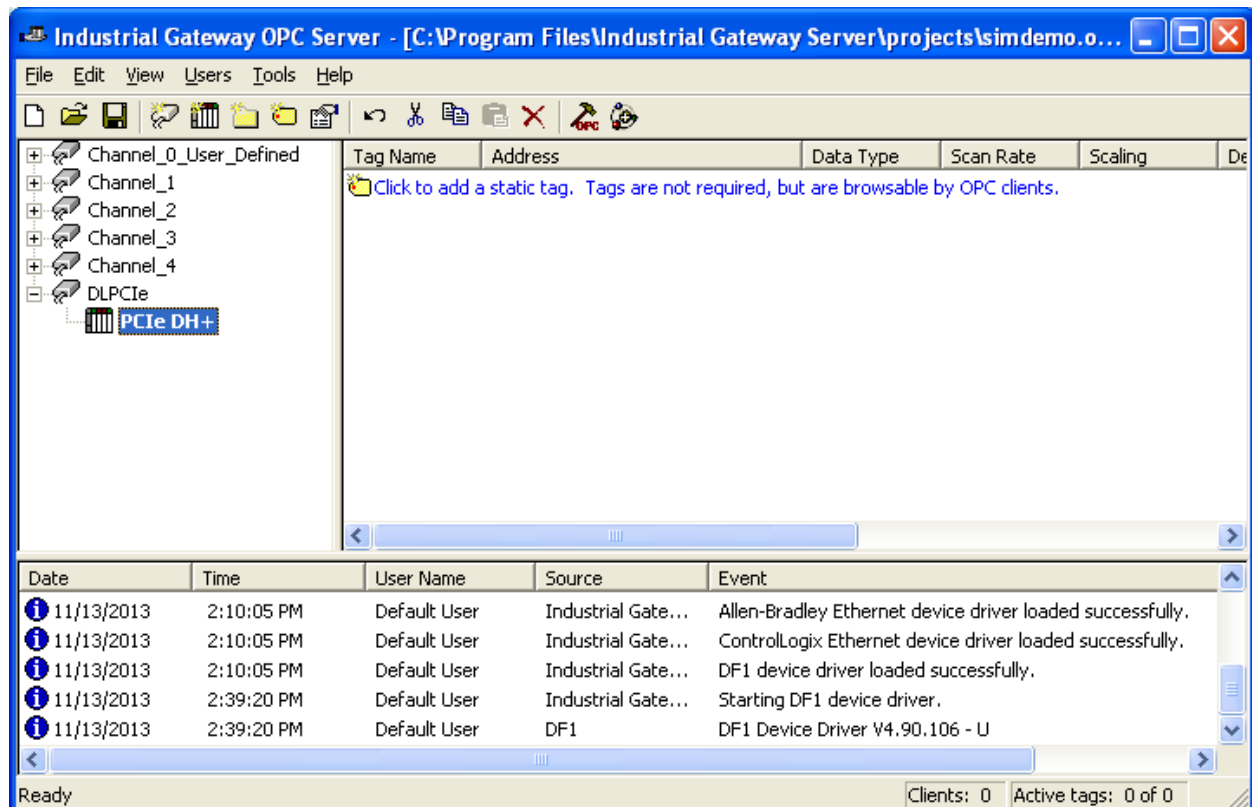 Industrial Gateway OPC Server - [C:\Program Files\Industrial Gateway Server\projects\simdemo.o...
File Edit View Users Tools Help
OPC
Channel_0_User_Defined
Channel_1
Channel_2
Channel_3
Channel_4
DLPCIe
PCIe DH+
Tag Name Address Data Type Scan Rate Scaling De
Click to add a static tag. Tags are not required, but are browsable by OPC clients.
Date Time User Name Source Event
11/13/2013 2:10:05 PM Default User Industrial Gate... Allen-Bradley Ethernet device driver loaded successfully.
11/13/2013 2:10:05 PM Default User Industrial Gate... ControlLogix Ethernet device driver loaded successfully.
11/13/2013 2:10:05 PM Default User Industrial Gate... DF1 device driver loaded successfully.
11/13/2013 2:39:20 PM Default User Industrial Gate... Starting DF1 device driver.
11/13/2013 2:39:20 PM Default User DF1 DF1 Device Driver V4.90.106 - U
Ready Clients: 0 Active tags: 0 of 0